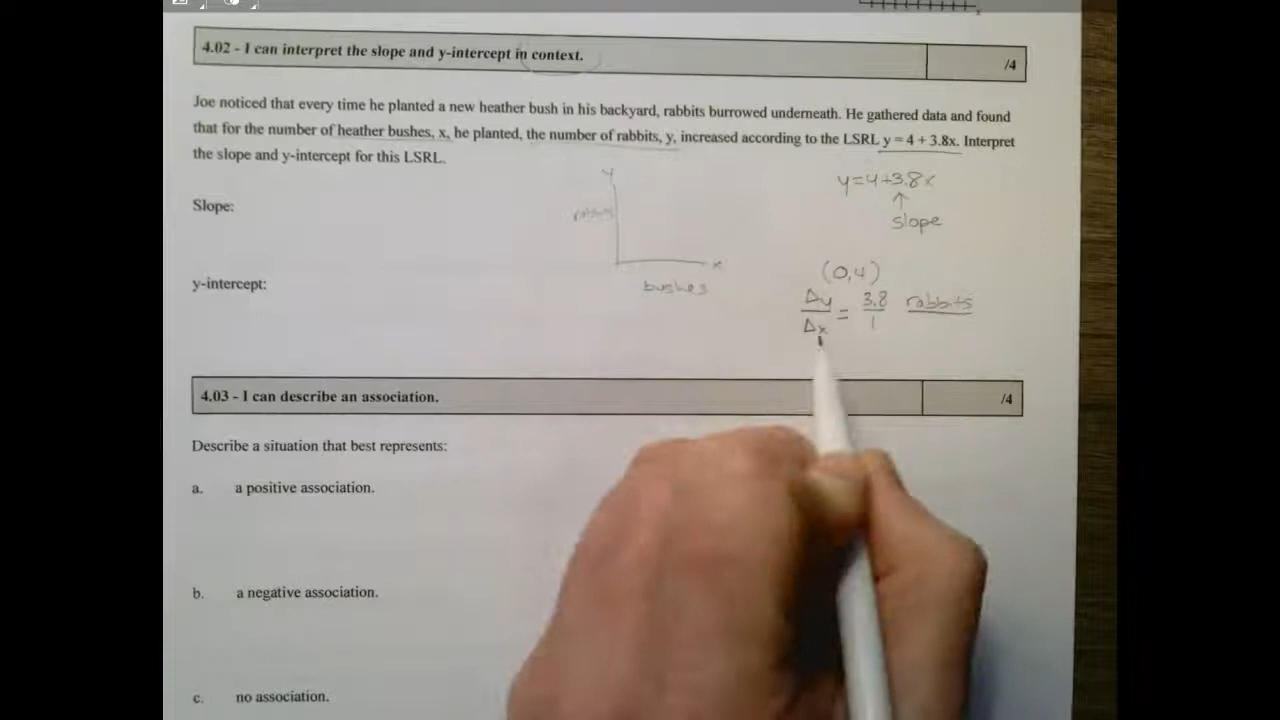 4.02 - I can interpret the slope and y-intercept in context.
/4
Joe noticed that every time he planted a new heather bush in his backyard, rabbits burrowed underneath. He gathered data and found
that for the number of heather bushes, x, he planted, the number of rabbits, y, increased according to the LSRL y = 4 + 3.8x. Interpret
the slope and y-intercept for this LSRL.
y
y=4+3.8x
Slope:
rabbits
slope
x
(0,4)
y-intercept:
bushes
Δy/Δx = 3.8/1 rabbits
4.03 - I can describe an association.
/4
Describe a situation that best represents:
a. a positive association.
b. a negative association.
c. no association.